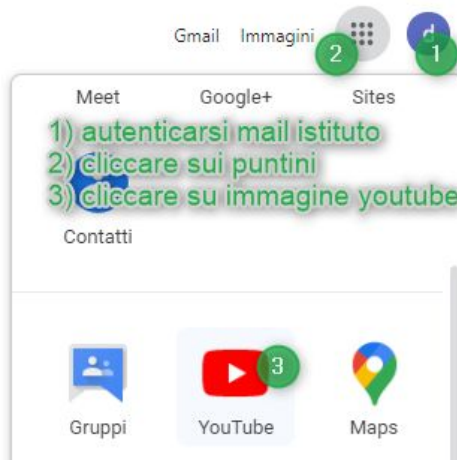 Gmail Immagini
2
d
1
Meet Google+ Sites
1) autenticarsi mail istituto
2) cliccare sui puntini
3) cliccare su immagine youtube
Contatti
3
Gruppi YouTube Maps